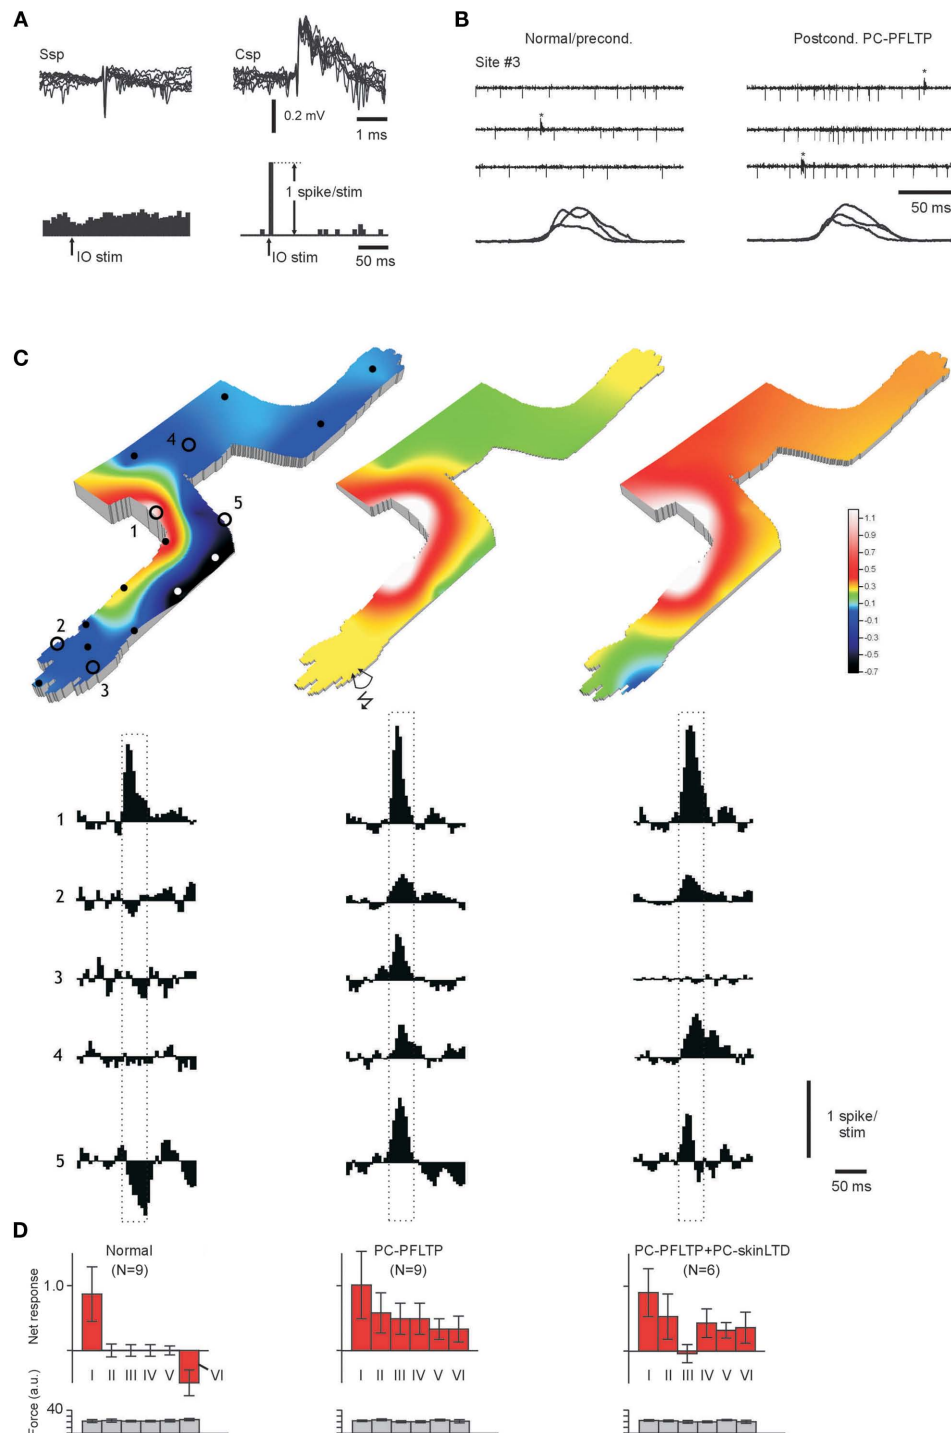 A
B
Ssp
Csp
Normal/precond.
Postcond. PC-PFLTP
Site #3
*
*
*
0.2 mV
1 ms
1 spike/stim
50 ms
IO stim
IO stim
50 ms
C
4
5
1
2
3
1.1
0.9
0.7
0.5
0.3
0.1
-0.1
-0.3
-0.5
-0.7
1
2
3
4
5
1 spike/
stim
50 ms
D
Normal
(N=9)
PC-PFLTP
(N=9)
PC-PFLTP+PC-skinLTD
(N=6)
Net response
1.0
I II III IV V VI
I II III IV V VI
I II III IV V VI
Force (a.u.)
40